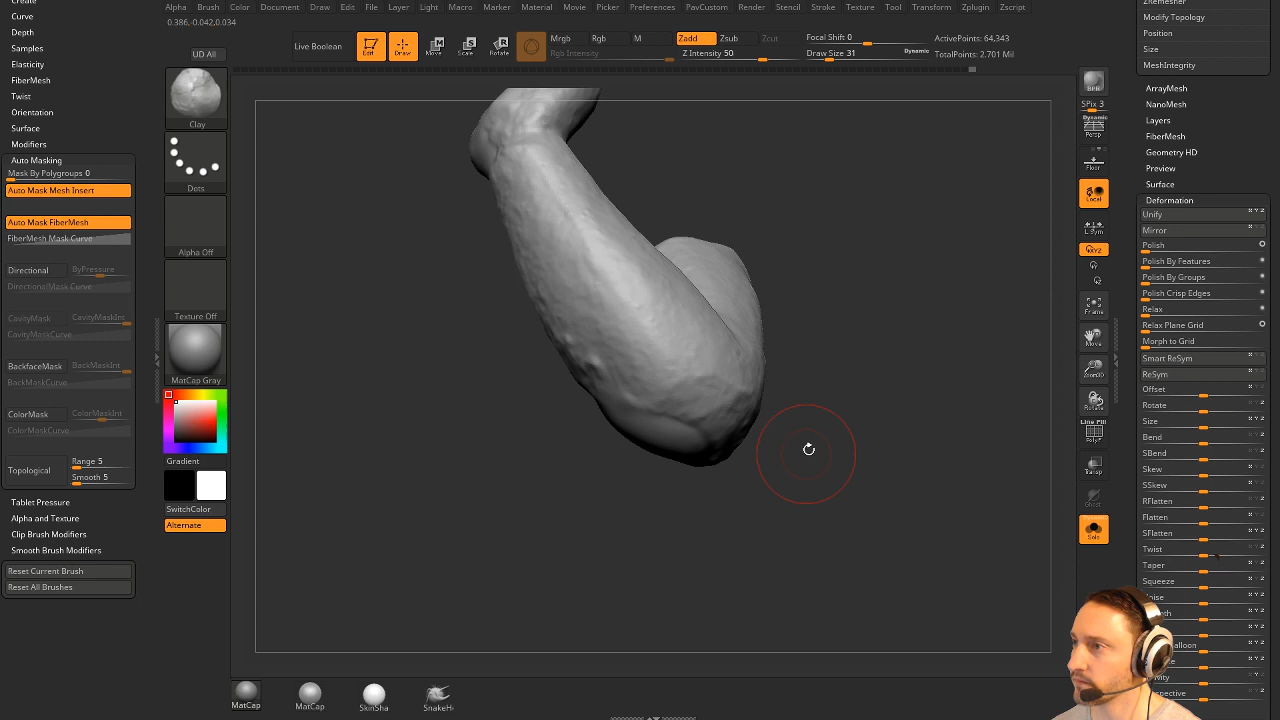 Alpha Brush Color Document Draw Edit File Layer Light Macro Marker Material Movie Picker Preferences PavCustom Render Stencil Stroke Texture Tool Transform Zplugin Zscript
0.386,-0.042,0.034
Create
Curve
Depth
Samples
Elasticity
FiberMesh
Twist
Orientation
Surface
Modifiers
Auto Masking
Mask By Polygroups 0
Auto Mask Mesh Insert
Auto Mask FiberMesh
FiberMesh Mask Curve
Directional ByPressure
DirectionalMask Curve
CavityMask CavityMaskInt
CavityMaskCurve
BackfaceMask BackMaskInt
BackMaskCurve
ColorMask ColorMaskInt
ColorMaskCurve
Topological Range 5
Smooth 5
Tablet Pressure
Alpha and Texture
Clip Brush Modifiers
Smooth Brush Modifiers
Reset Current Brush
Reset All Brushes
UD All
Clay
Dots
Alpha Off
Texture Off
MatCap Gray
Gradient
SwitchColor
Alternate
Live Boolean
Edit Draw Move Scale Rotate
Mrgb Rgb M Zadd Zsub Zcut
Rgb Intensity Z Intensity 50
Focal Shift 0
Draw Size 31 Dynamic
ActivePoints: 64,343
TotalPoints: 2.701 Mil
MatCap MatCap SkinSha SnakeH
BPR
SPix 3
Dynamic
Persp
Floor
Local
L.Sym
XYZ
Frame
Move
Zoom3D
Rotate
Line Fill
PolyF
Transp
Ghost
Dynamic
Solo
ZRemesher
Modify Topology
Position
Size
MeshIntegrity
ArrayMesh
NanoMesh
Layers
FiberMesh
Geometry HD
Preview
Surface
Deformation
Unify
Mirror
Polish
Polish By Features
Polish By Groups
Polish Crisp Edges
Relax
Relax Plane Grid
Morph to Grid
Smart ReSym
ReSym
Offset
Rotate
Size
Bend
SBend
Skew
SSkew
RFlatten
Flatten
SFlatten
Twist
Taper
Squeeze